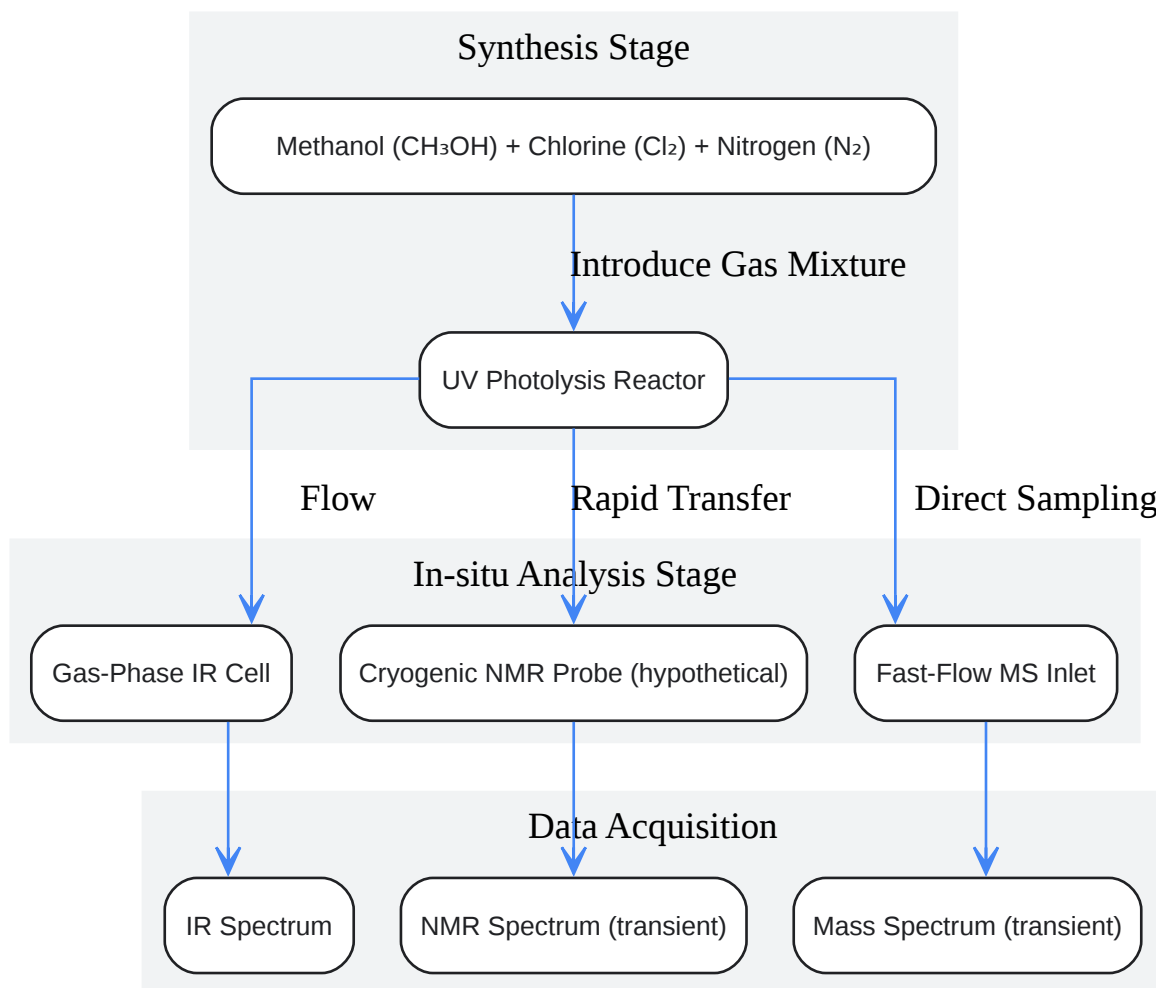 Synthesis Stage
Methanol (CH₃OH) + Chlorine (Cl₂) + Nitrogen (N₂)
Introduce Gas Mixture
UV Photolysis Reactor
Flow
Rapid Transfer
Direct Sampling
In-situ Analysis Stage
Gas-Phase IR Cell
Cryogenic NMR Probe (hypothetical)
Fast-Flow MS Inlet
Data Acquisition
IR Spectrum
NMR Spectrum (transient)
Mass Spectrum (transient)